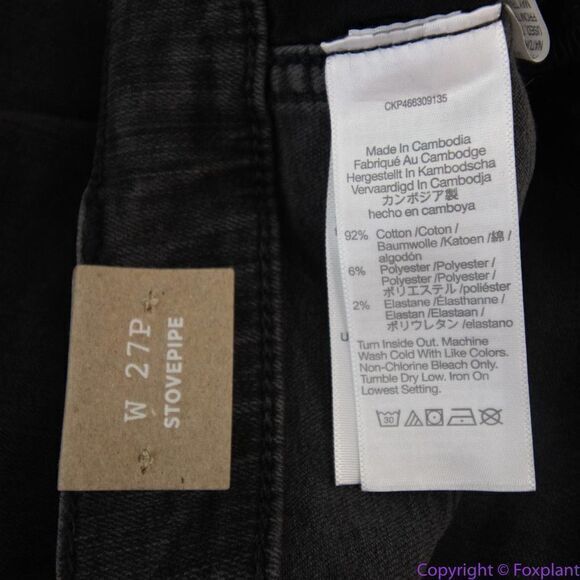 CKP466309135
Made In Cambodia
Fabriqué Au Cambodge
Hergestellt In Kambodscha
Vervaardigd In Cambodja
カンボジア製
hecho en camboya
92% Cotton /Coton /
Baumwolle /Katoen /綿 /
algodón
6% Polyester /Polyester /
Polyester /Polyester /
ポリエステル /poliéster
2% Elastane /Élasthanne /
Elastan /Elastaan /
ポリウレタン /elastano
Turn Inside Out. Machine
Wash Cold With Like Colors.
Non-Chlorine Bleach Only.
Tumble Dry Low. Iron On
Lowest Setting.
30
W 27P
STOVEPIPE
Copyright © Foxplant